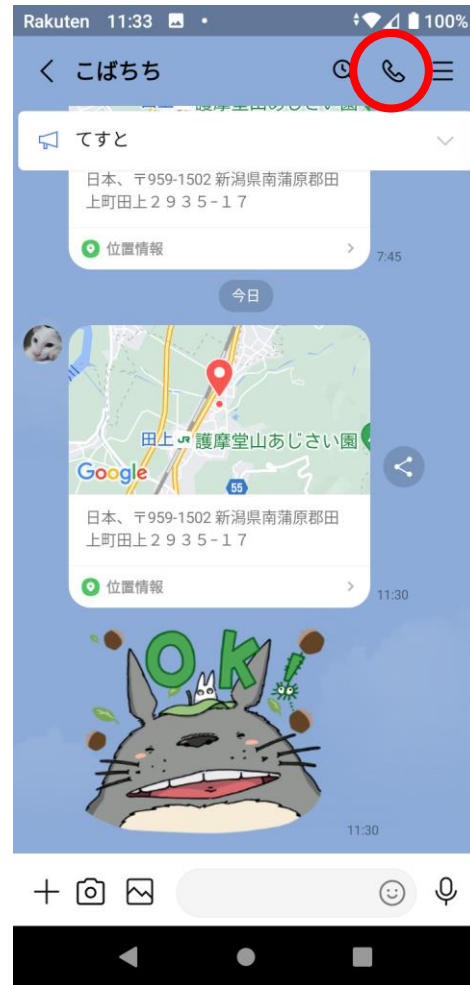 Rakuten 11:33 100%
こばちち
てすと
日本、〒959-1502 新潟県南蒲原郡田
上町田上２９３５-１７
位置情報
7:45
今日
田上 JR 護摩堂山あじさい園
Google
55
日本、〒959-1502 新潟県南蒲原郡田
上町田上２９３５-１７
位置情報
11:30
OK!
11:30